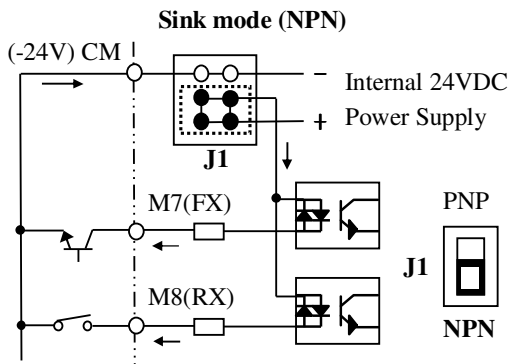 Sink mode (NPN)
(-24V) CM
−
Internal 24VDC
+
Power Supply
J1
M7(FX)
PNP
J1
M8(RX)
NPN